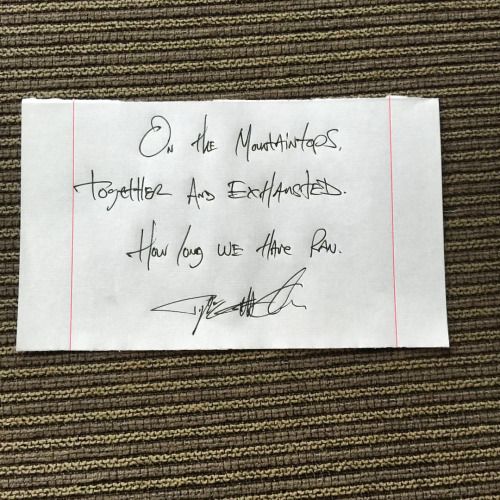 On the Mountaintops,
Together And Exhausted.
How long we Have Ran.